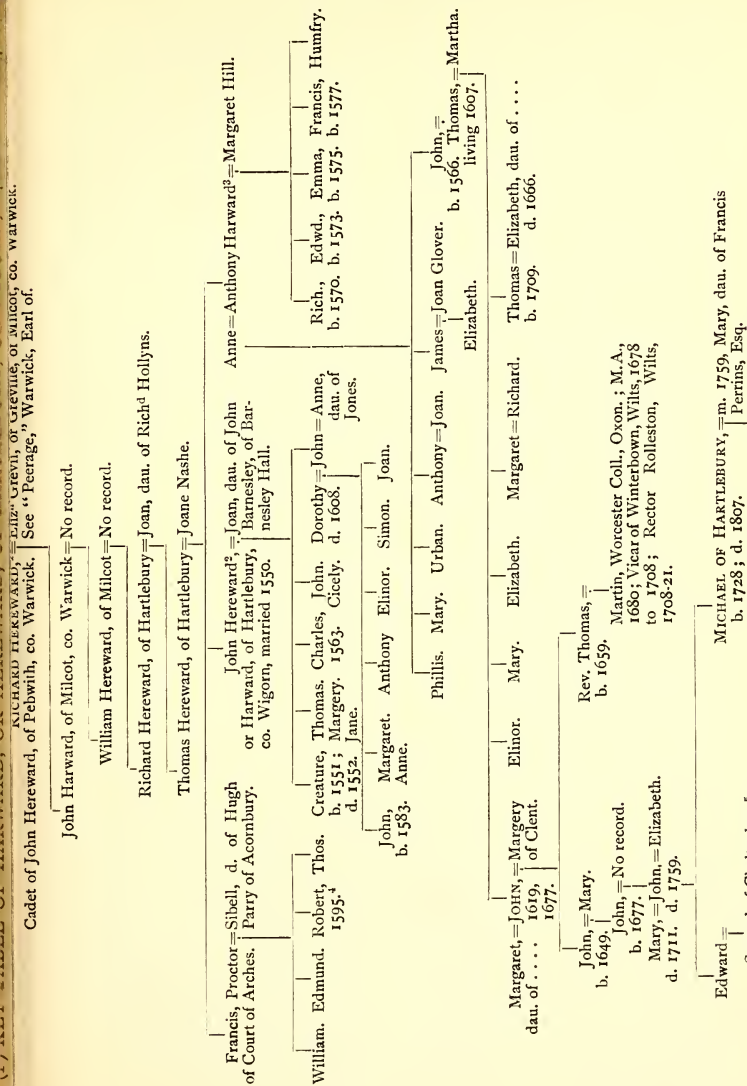 RICHARD HEREWARD,
Cadet of John Hereward, of Pebwith, co. Warwick.
Greville, of Milcot, co. Warwick.
See “Peerage,” Warwick, Earl of.
John Harward, of Milcot, co. Warwick = No record.
William Hereward, of Milcot = No record.
Richard Hereward, of Hartlebury = Joan, dau. of Richd Hollyns.
Thomas Hereward, of Hartlebury = Joane Nashe.
Francis, Proctor = Sibell, d. of Hugh
of Court of Arches. Parry of Acornbury.
John Hereward², = Joan, dau. of John
or Harward, of Hartlebury, Barnesley, of Bar-
co. Wigorn, married 1550. nesley Hall.
Anne = Anthony Harward³ = Margaret Hill.
William. Edmund. Robert, Thos.
1595.⁴
Creature, Thomas. Charles, John. Dorothy = John = Anne,
b. 1551; Margery. 1563. Cicely. d. 1608. dau. of
d. 1552. Jane. Jones.
Rich., Edwd., Emma, Francis, Humfry.
b. 1570. b. 1573. b. 1575. b. 1577.
John, Margaret. Anthony Elinor. Simon. Joan.
b. 1583. Anne.
Phillis. Mary. Urban. Anthony = Joan. James = Joan Glover. John, =
b. 1566. Thomas, = Martha.
Elizabeth. living 1607.
Margaret, = JOHN, = Margery Elinor. Mary. Elizabeth. Margaret = Richard. Thomas = Elizabeth, dau. of ....
dau. of .... 1619, of Clent. b. 1709. d. 1666.
1677.
John, = Mary.
b. 1649.
Rev. Thomas, =
b. 1659.
Martin, Worcester Coll., Oxon.; M.A.,
1680; Vicar of Winterbown, Wilts, 1678
to 1708; Rector Rolleston, Wilts,
1708-21.
John, = No record.
b. 1677.
Mary, = John, = Elizabeth.
d. 1711. d. 1759.
Edward =
MICHAEL OF HARTLEBURY, = m. 1759, Mary, dau. of Francis
b. 1728; d. 1807. Perrins, Esq.